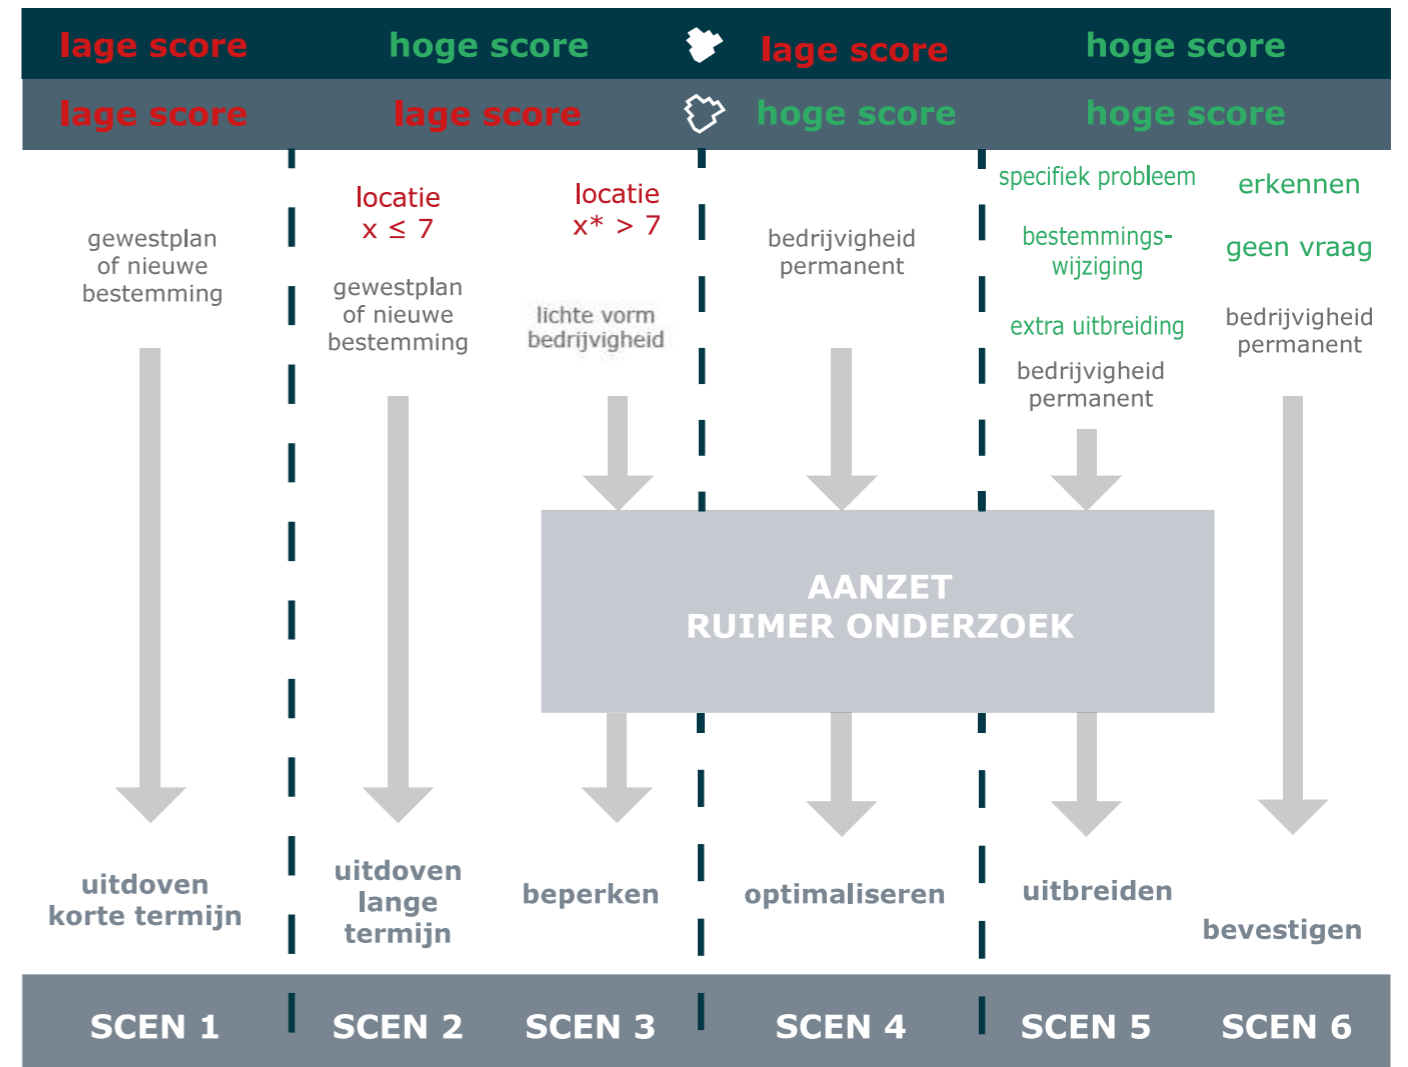 lage score
hoge score
lage score
hoge score
lage score
lage score
hoge score
hoge score
gewestplan
of nieuwe
bestemming
locatie
x ≤ 7
gewestplan
of nieuwe
bestemming
locatie
x* > 7
lichte vorm
bedrijvigheid
bedrijvigheid
permanent
specifiek probleem
bestemmings-
wijziging
extra uitbreiding
bedrijvigheid
permanent
erkennen
geen vraag
bedrijvigheid
permanent
AANZET
RUIMER ONDERZOEK
uitdoven
korte termijn
uitdoven
lange
termijn
beperken
optimaliseren
uitbreiden
bevestigen
SCEN 1
SCEN 2
SCEN 3
SCEN 4
SCEN 5
SCEN 6